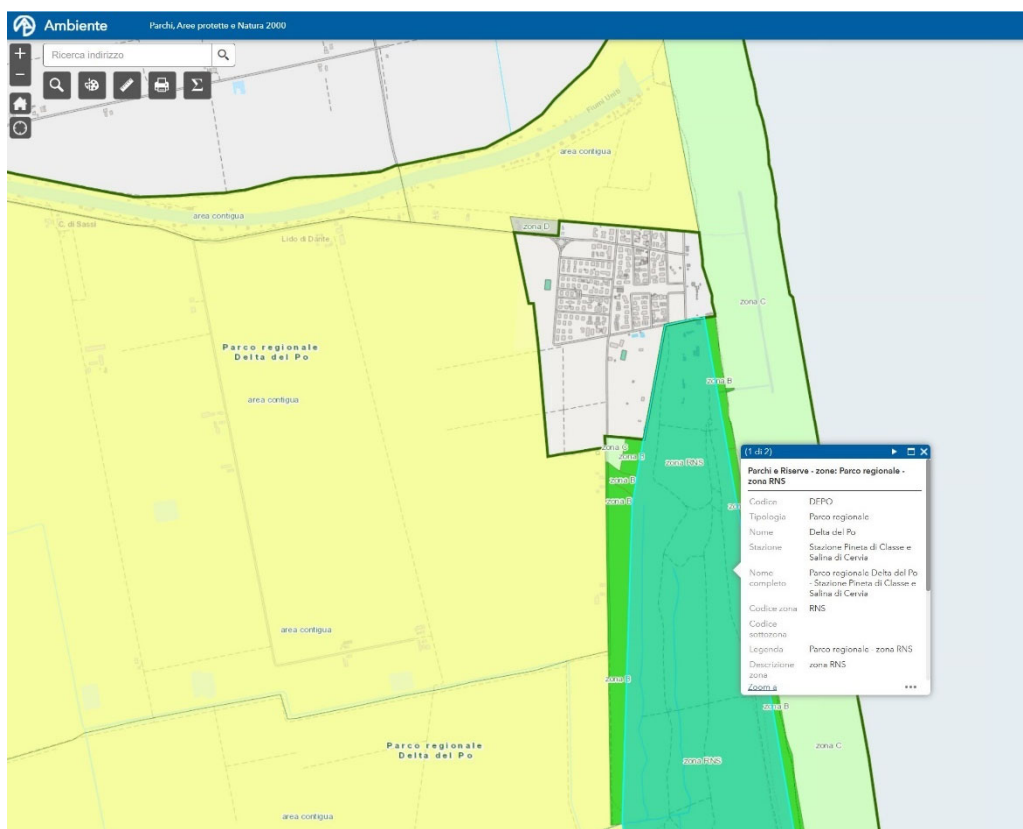 Ambiente
Parchi, Aree protette e Natura 2000
Ricerca indirizzo
Fiumi Uniti
area contigua
area contigua
C. di Sassi
zona D
Lido di Dante
zona C
Parco regionale
Delta del Po
zona B
area contigua
zona C
zona B
zona RNS
zona B
zona B
(1 di 2)
Parchi e Riserve - zone: Parco regionale -
zona RNS
Codice DEPO
Tipologia Parco regionale
Nome Delta del Po
Stazione Stazione Pineta di Classe e
Salina di Cervia
Nome
completo Parco regionale Delta del Po
- Stazione Pineta di Classe e
Salina di Cervia
Codice zona RNS
Codice
sottozona
Legenda Parco regionale - zona RNS
Descrizione
zona zona RNS
Zoom a
area contigua
zona B
zona B
Parco regionale
Delta del Po
zona C
zona RNS
area contigua